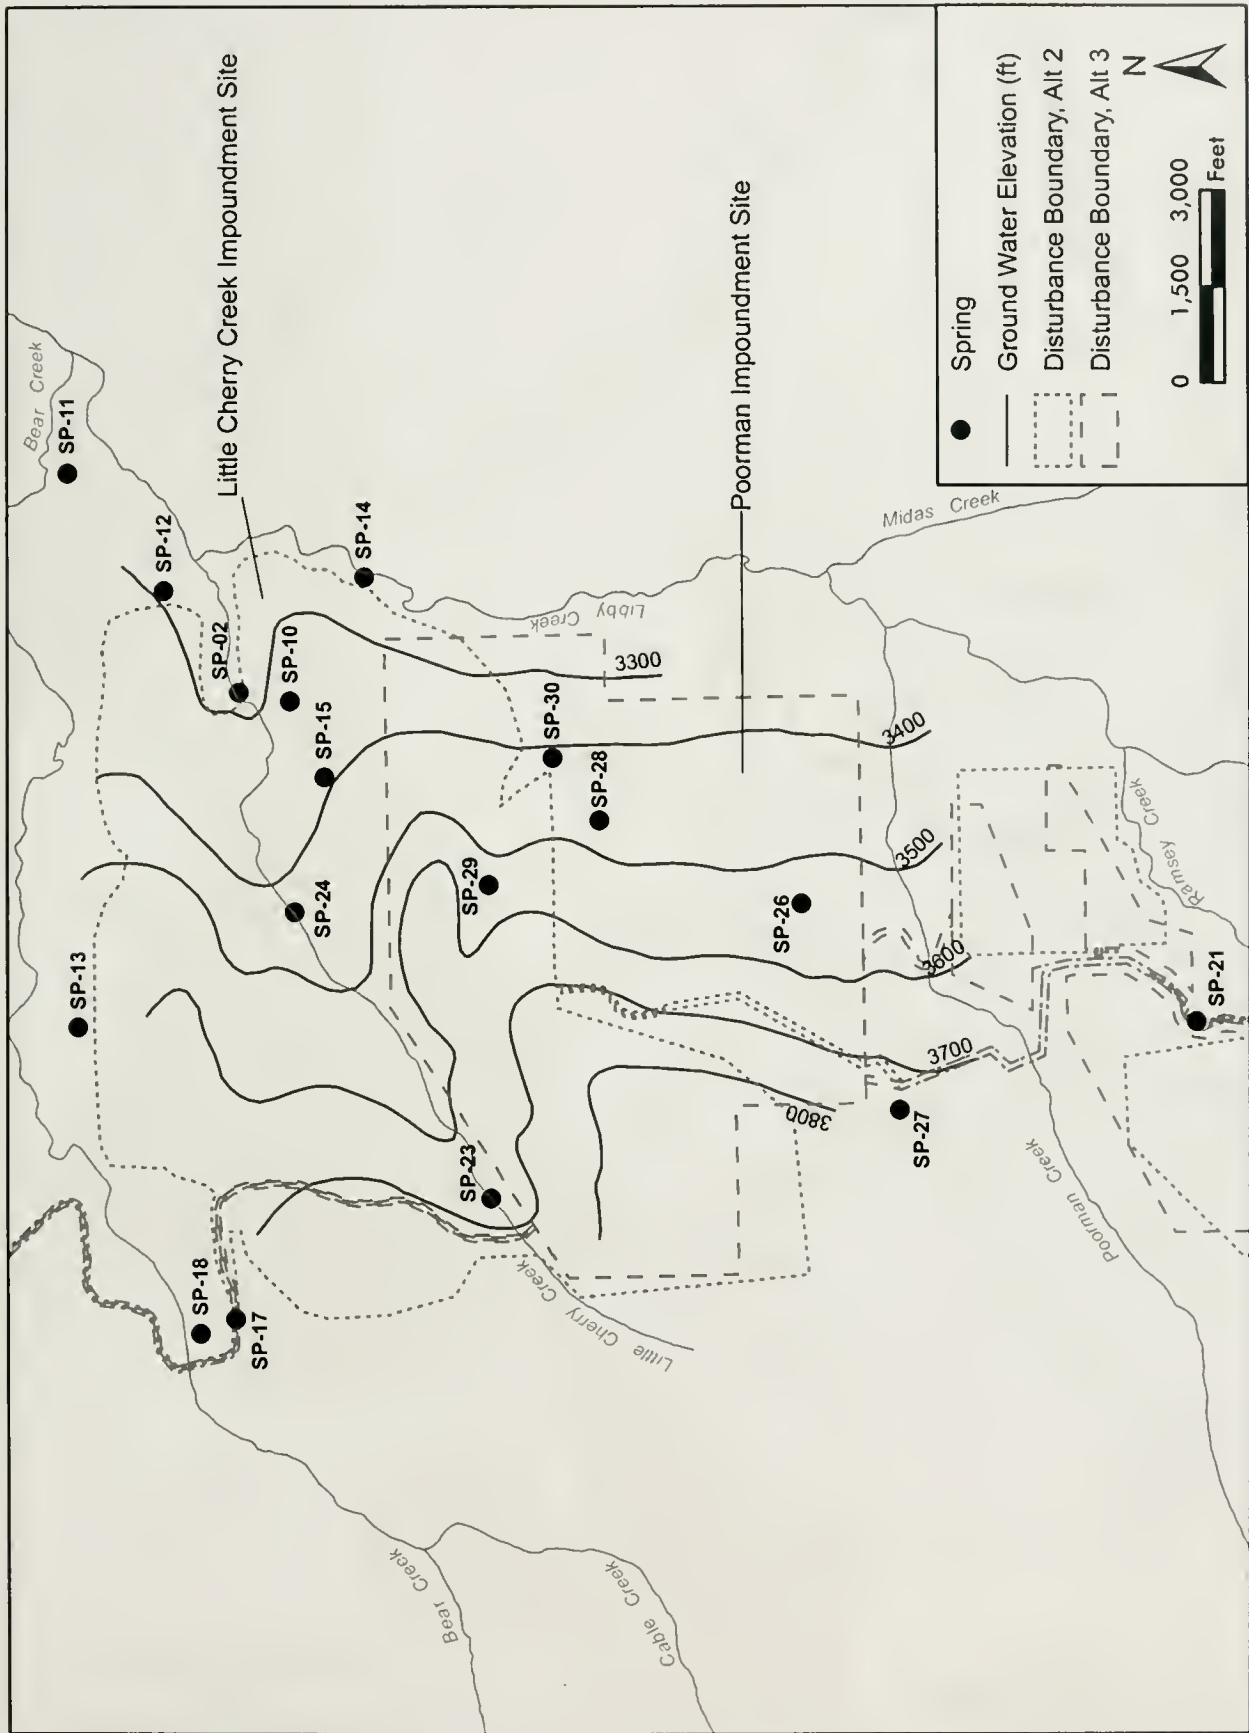 Bear Creek
SP-11
Little Cherry Creek Impoundment Site
SP-12
SP-14
SP-02
SP-10
SP-15
Libby Creek
3300
SP-30
SP-28
Poorman Impoundment Site
Midas Creek
3400
SP-13
SP-24
SP-29
SP-26
3500
3600
Ramsey Creek
SP-21
3700
3800
SP-27
SP-23
SP-18
SP-17
Little Cherry Creek
Poorman Creek
Bear Creek
Cable Creek
Spring
Ground Water Elevation (ft)
Disturbance Boundary, Alt 2
Disturbance Boundary, Alt 3
N
0 1,500 3,000
Feet